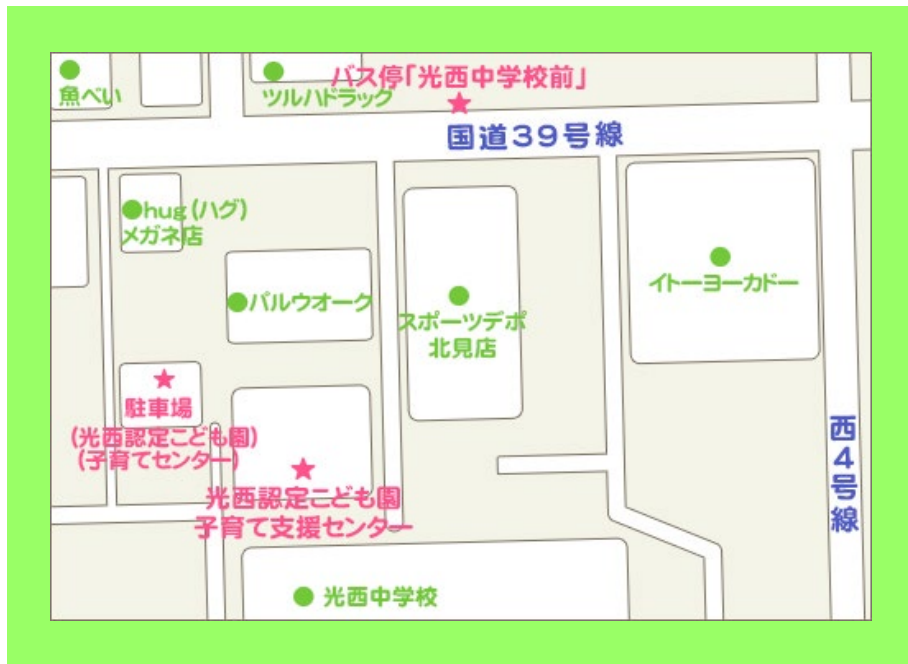 魚べい
ツルハドラック
バス停「光西中学校前」
国道39号線
●hug(ハグ)
メガネ店
●パルウオーク
イトーヨーカドー
スポーツデポ
北見店
駐車場
(光西認定こども園)
(子育てセンター)
西4号線
光西認定こども園
子育て支援センター
光西中学校